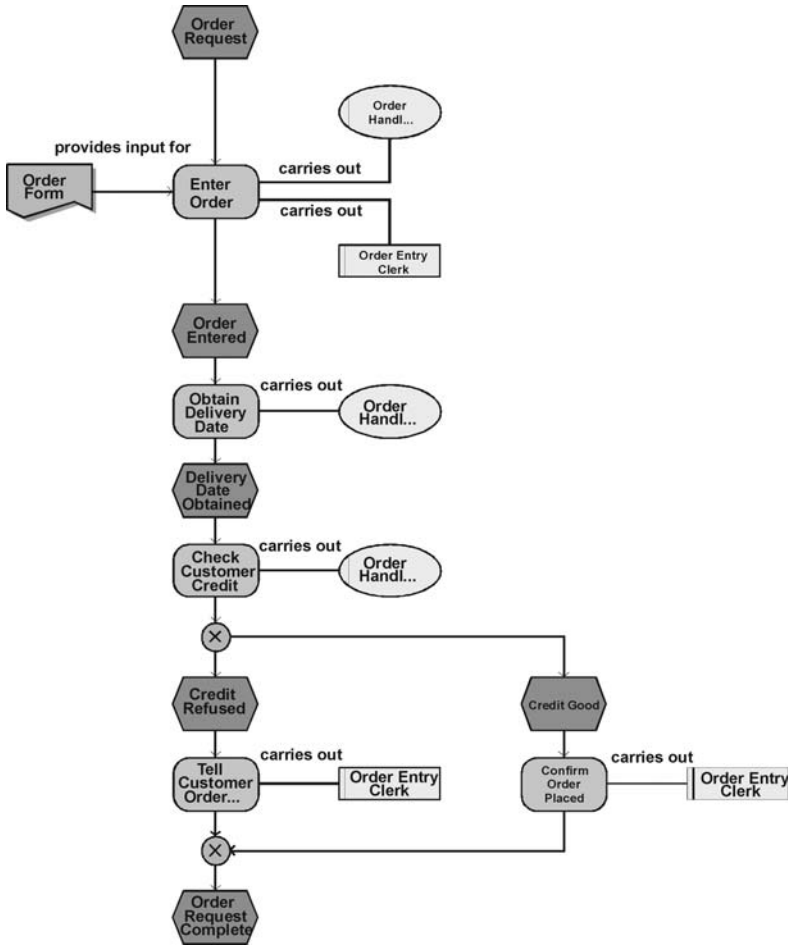 Order
Request
Order
Handl...
provides input for
carries out
Order
Form
Enter
Order
carries out
Order Entry
Clerk
Order
Entered
carries out
Obtain
Delivery
Date
Order
Handl...
Delivery
Date
Obtained
carries out
Check
Customer
Credit
Order
Handl...
Credit
Refused
Credit Good
carries out
carries out
Tell
Customer
Order...
Order Entry
Clerk
Confirm
Order
Placed
Order Entry
Clerk
Order
Request
Complete